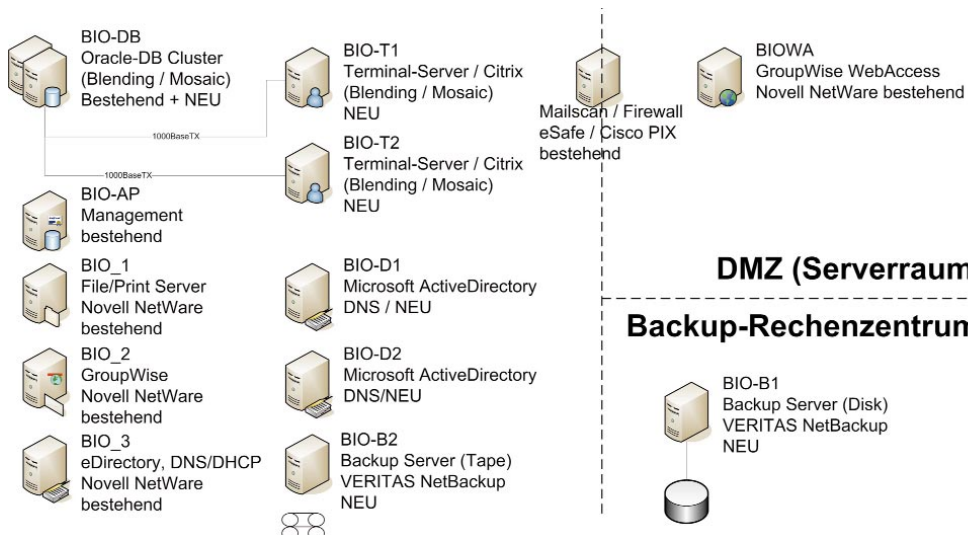 BIO-DB
Oracle-DB Cluster
(Blending / Mosaic)
Bestehend + NEU
1000BaseTX
1000BaseTX
BIO-AP
Management
bestehend
BIO_1
File/Print Server
Novell NetWare
bestehend
BIO_2
GroupWise
Novell NetWare
bestehend
BIO_3
eDirectory, DNS/DHCP
Novell NetWare
bestehend
BIO-T1
Terminal-Server / Citrix
(Blending / Mosaic)
NEU
BIO-T2
Terminal-Server / Citrix
(Blending / Mosaic)
NEU
BIO-D1
Microsoft ActiveDirectory
DNS / NEU
BIO-D2
Microsoft ActiveDirectory
DNS/NEU
BIO-B2
Backup Server (Tape)
VERITAS NetBackup
NEU
Mailscan / Firewall
eSafe / Cisco PIX
bestehend
BIOWA
GroupWise WebAccess
Novell NetWare bestehend
DMZ (Serverraum
Backup-Rechenzentrum
BIO-B1
Backup Server (Disk)
VERITAS NetBackup
NEU